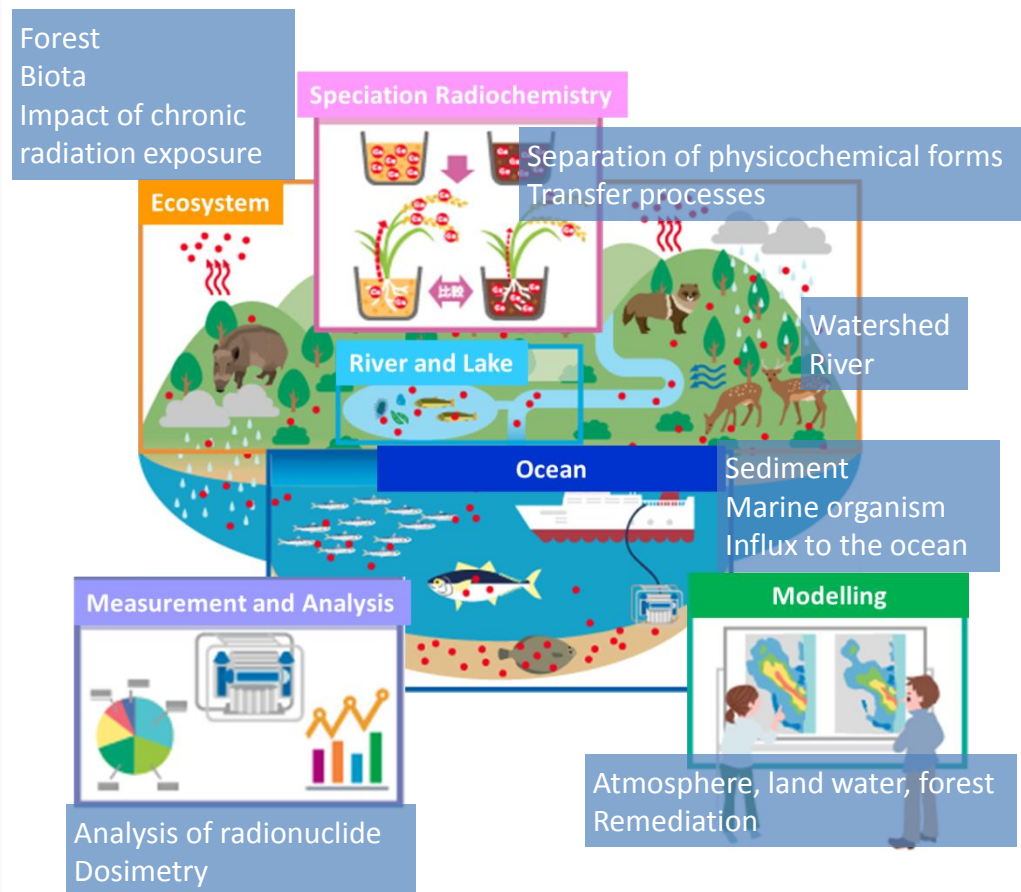 Forest
Biota
Impact of chronic
radiation exposure
Speciation Radiochemistry
Separation of physicochemical forms
Transfer processes
Ecosystem
比較
Watershed
River
River and Lake
Ocean
Sediment
Marine organism
Influx to the ocean
Measurement and Analysis
Modelling
Atmosphere, land water, forest
Remediation
Analysis of radionuclide
Dosimetry